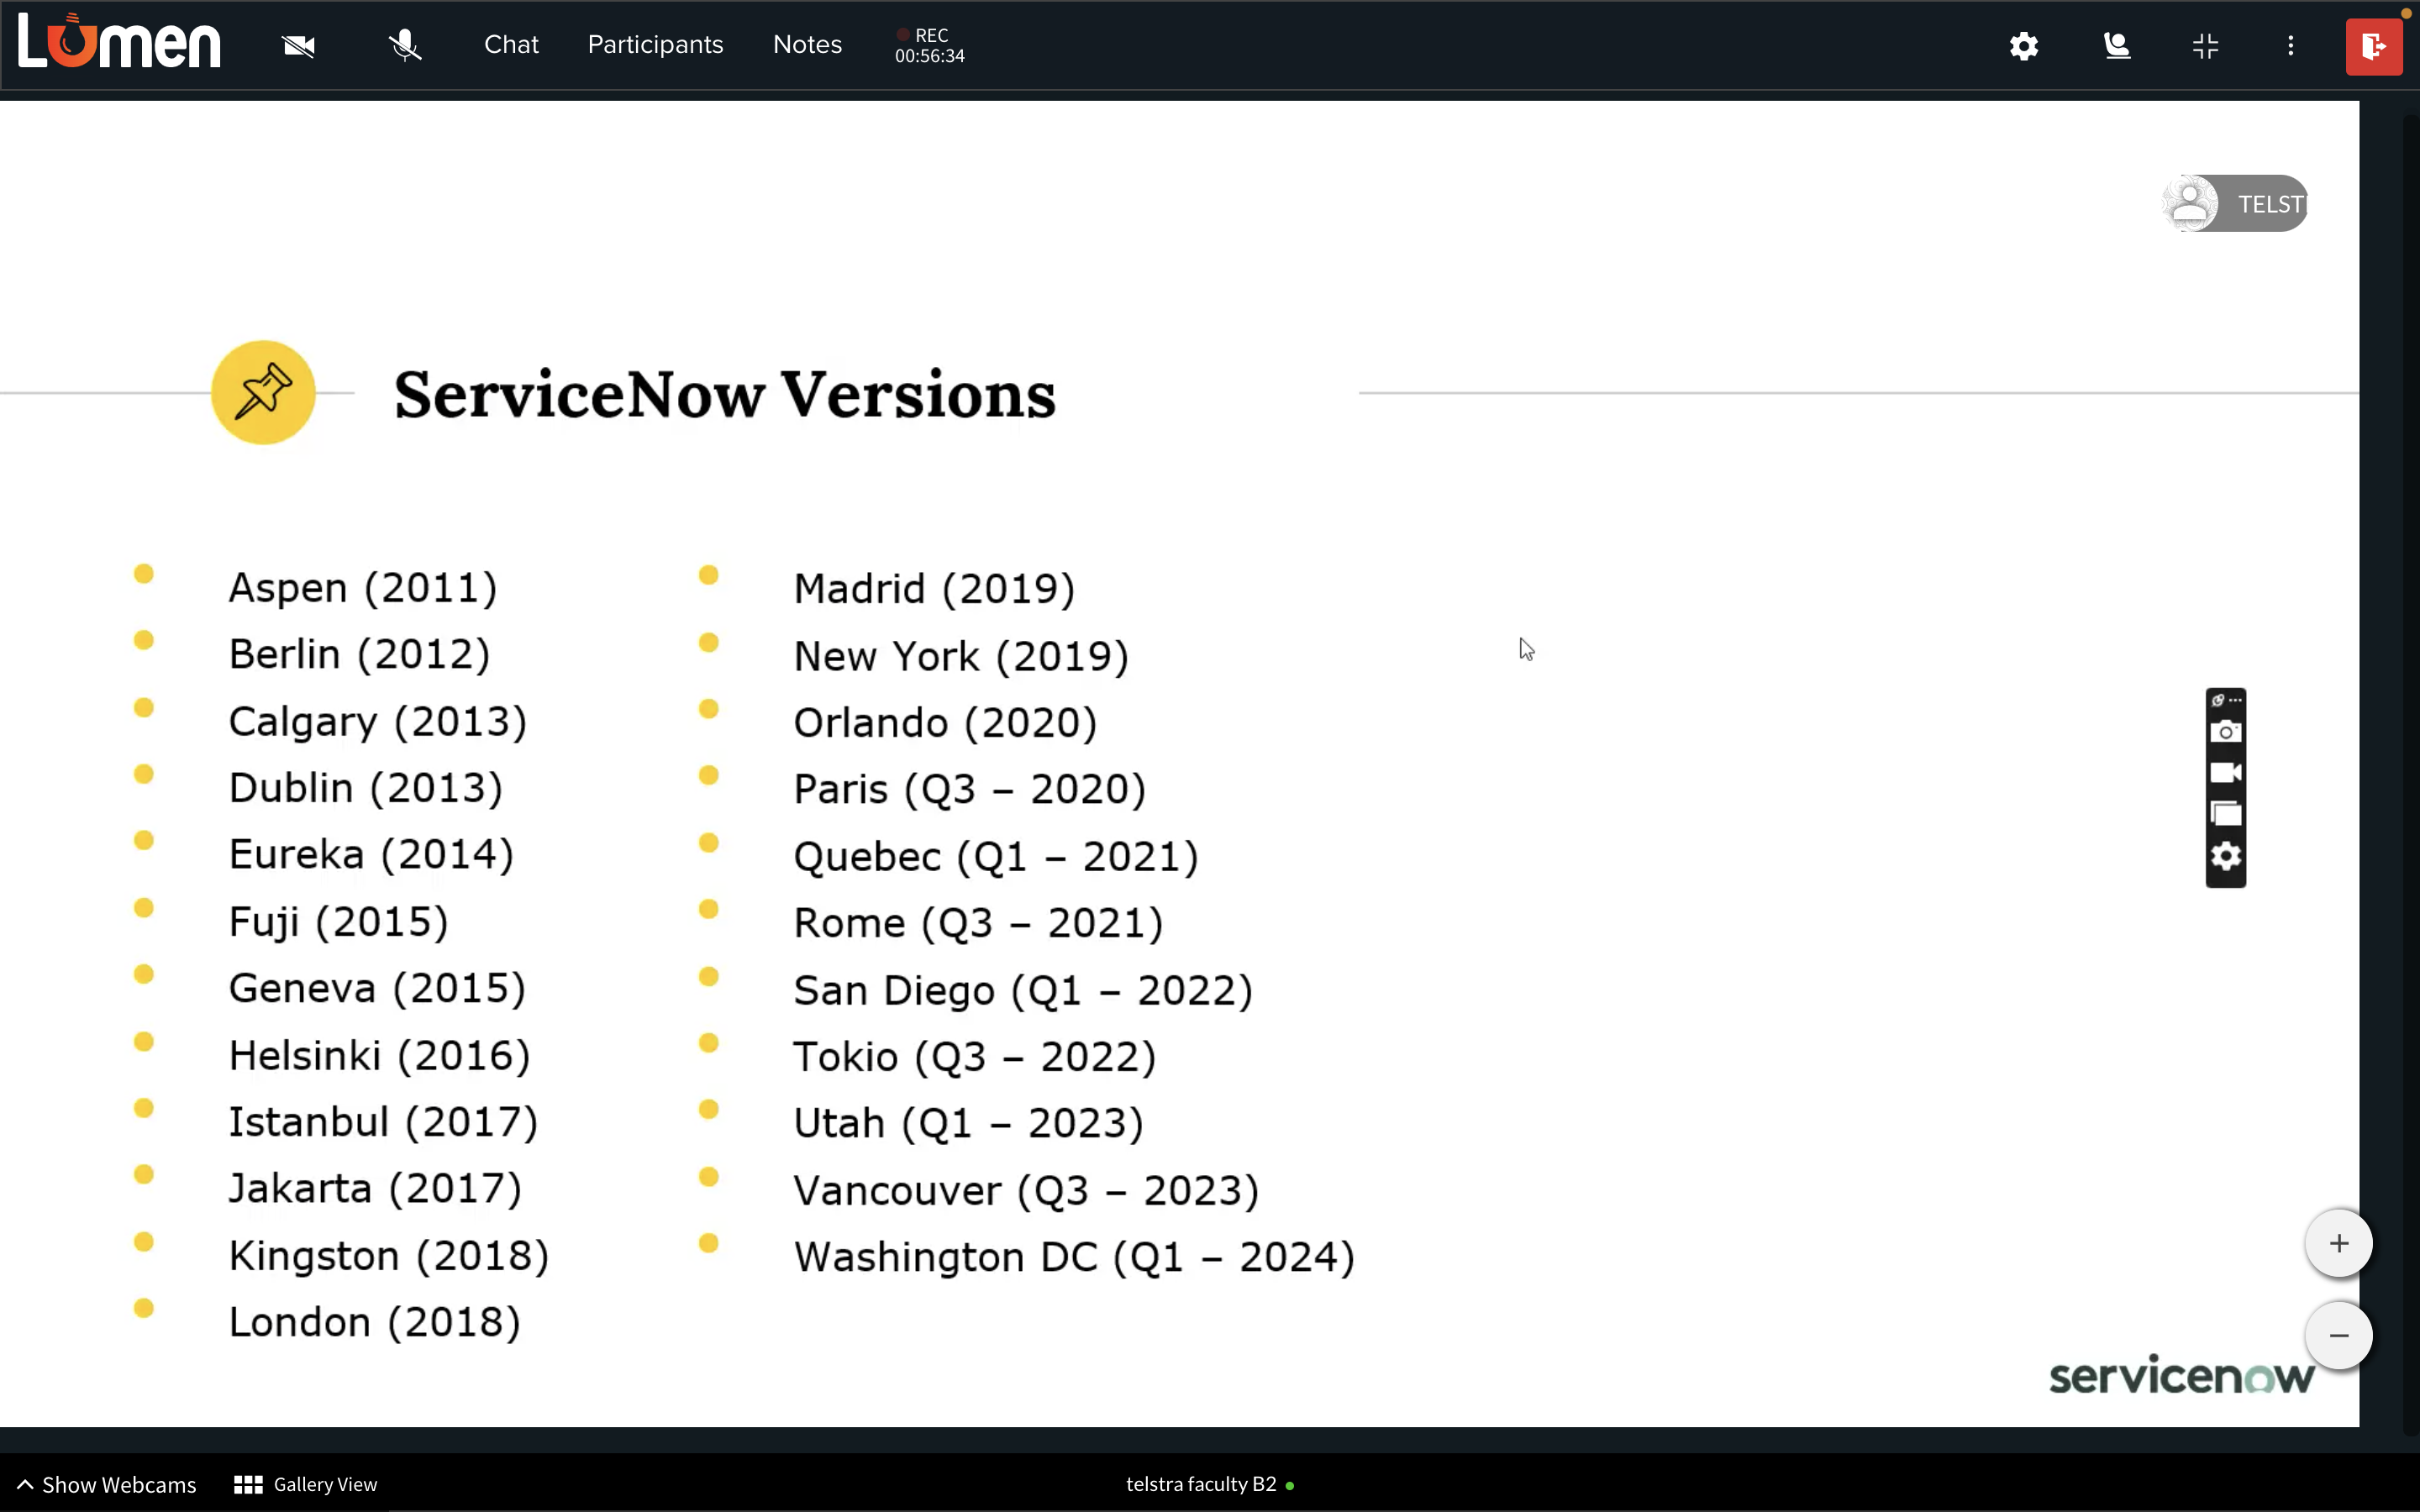 Lumen
Chat
Participants
Notes
REC
00:56:34
TELST
ServiceNow Versions
Aspen (2011)
Berlin (2012)
Calgary (2013)
Dublin (2013)
Eureka (2014)
Fuji (2015)
Geneva (2015)
Helsinki (2016)
Istanbul (2017)
Jakarta (2017)
Kingston (2018)
London (2018)
Madrid (2019)
New York (2019)
Orlando (2020)
Paris (Q3 – 2020)
Quebec (Q1 – 2021)
Rome (Q3 – 2021)
San Diego (Q1 – 2022)
Tokio (Q3 – 2022)
Utah (Q1 – 2023)
Vancouver (Q3 – 2023)
Washington DC (Q1 – 2024)
servicenow
Show Webcams
Gallery View
telstra faculty B2